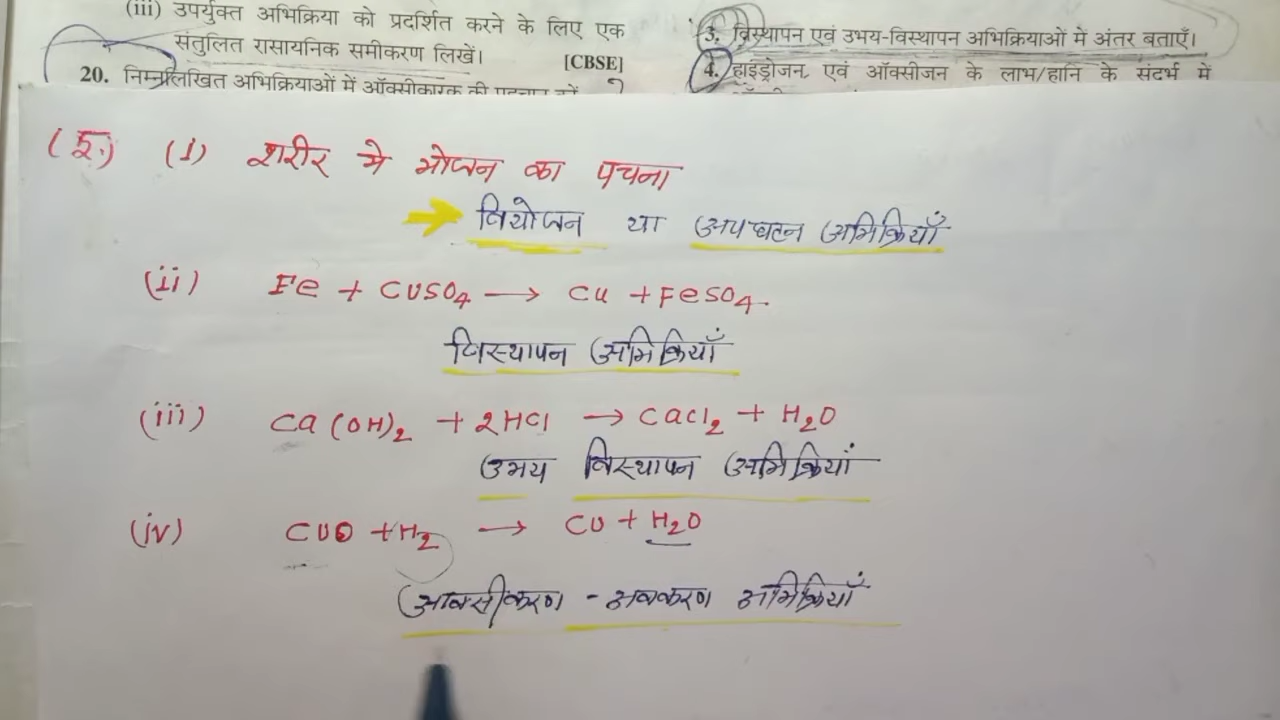 (iii) उपर्युक्त अभिक्रिया को प्रदर्शित करने के लिए एक
संतुलित रासायनिक समीकरण लिखें।
[CBSE]
20. निम्नलिखित अभिक्रियाओं में ऑक्सीकारक की पहचान करें
3. विस्थापन एवं उभय-विस्थापन अभिक्रियाओं में अंतर बताएँ।
4. हाइड्रोजन एवं ऑक्सीजन के लाभ/हानि के संदर्भ में
(इ.) (i) शरीर मे भोजन का पचना
वियोजन या अपघटन अभिक्रियाँ
(ii) Fe + CuSO4 → Cu + FeSO4.
विस्थापन अभिक्रियाँ
(iii) Ca(OH)2 + 2HCl → CaCl2 + H2O
उभय विस्थापन अभिक्रियां
(iv) CuO + H2 → Cu + H2O
आक्सीकरण - अवकरण अभिक्रियाँ